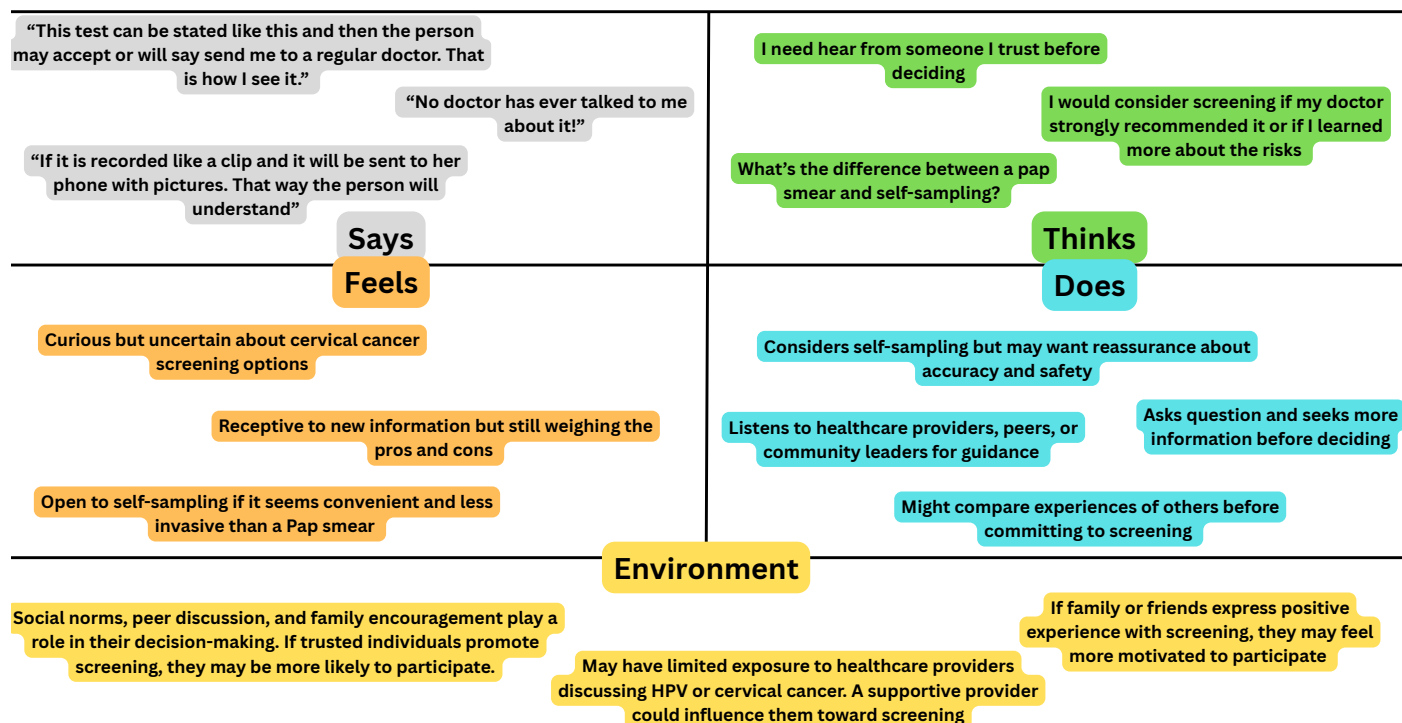 “This test can be stated like this and then the person
may accept or will say send me to a regular doctor. That
is how I see it.”
“No doctor has ever talked to me
about it!”
“If it is recorded like a clip and it will be sent to her
phone with pictures. That way the person will
understand”
Says
I need hear from someone I trust before
deciding
I would consider screening if my doctor
strongly recommended it or if I learned
more about the risks
What’s the difference between a pap
smear and self-sampling?
Thinks
Feels
Curious but uncertain about cervical cancer
screening options
Receptive to new information but still weighing the
pros and cons
Open to self-sampling if it seems convenient and less
invasive than a Pap smear
Does
Considers self-sampling but may want reassurance about
accuracy and safety
Listens to healthcare providers, peers, or
community leaders for guidance
Asks question and seeks more
information before deciding
Might compare experiences of others before
committing to screening
Environment
Social norms, peer discussion, and family encouragement play a
role in their decision-making. If trusted individuals promote
screening, they may be more likely to participate.
May have limited exposure to healthcare providers
discussing HPV or cervical cancer. A supportive provider
could influence them toward screening
If family or friends express positive
experience with screening, they may feel
more motivated to participate